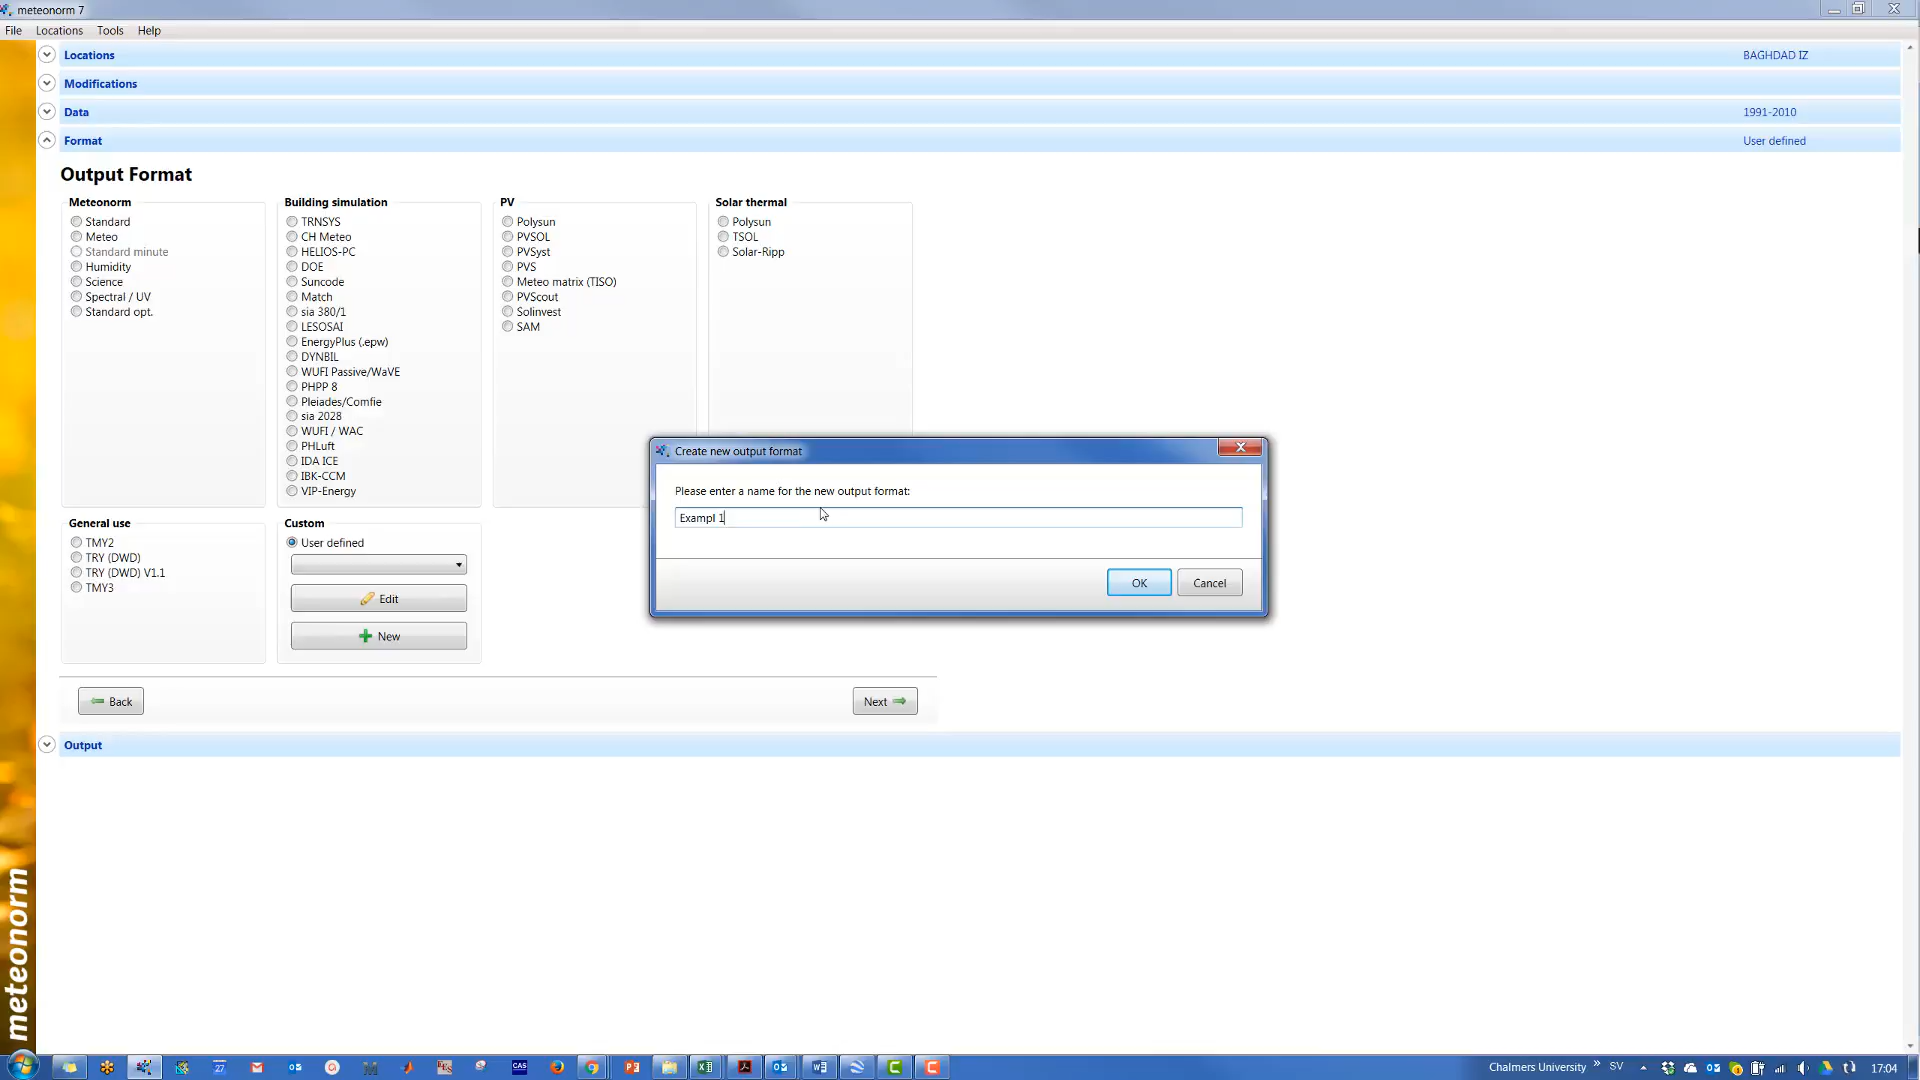 meteonorm 7
File Locations Tools Help
Locations BAGHDAD IZ
Modifications
Data 1991-2010
Format User defined
Output Format
Meteonorm
Standard
Meteo
Standard minute
Humidity
Science
Spectral / UV
Standard opt.
Building simulation
TRNSYS
CH Meteo
HELIOS-PC
DOE
Suncode
Match
sia 380/1
LESOSAI
EnergyPlus (.epw)
DYNBIL
WUFI Passive/WaVE
PHPP 8
Pleiades/Comfie
sia 2028
WUFI / WAC
PHLuft
IDA ICE
IBK-CCM
VIP-Energy
PV
Polysun
PVSOL
PVSyst
PVS
Meteo matrix (TISO)
PVScout
Solinvest
SAM
Solar thermal
Polysun
TSOL
Solar-Ripp
General use
TMY2
TRY (DWD)
TRY (DWD) V1.1
TMY3
Custom
User defined
Edit
New
Create new output format
Please enter a name for the new output format:
Exampl 1
OK Cancel
Back Next
Output
meteonorm
27 CAS Chalmers University SV 17:04